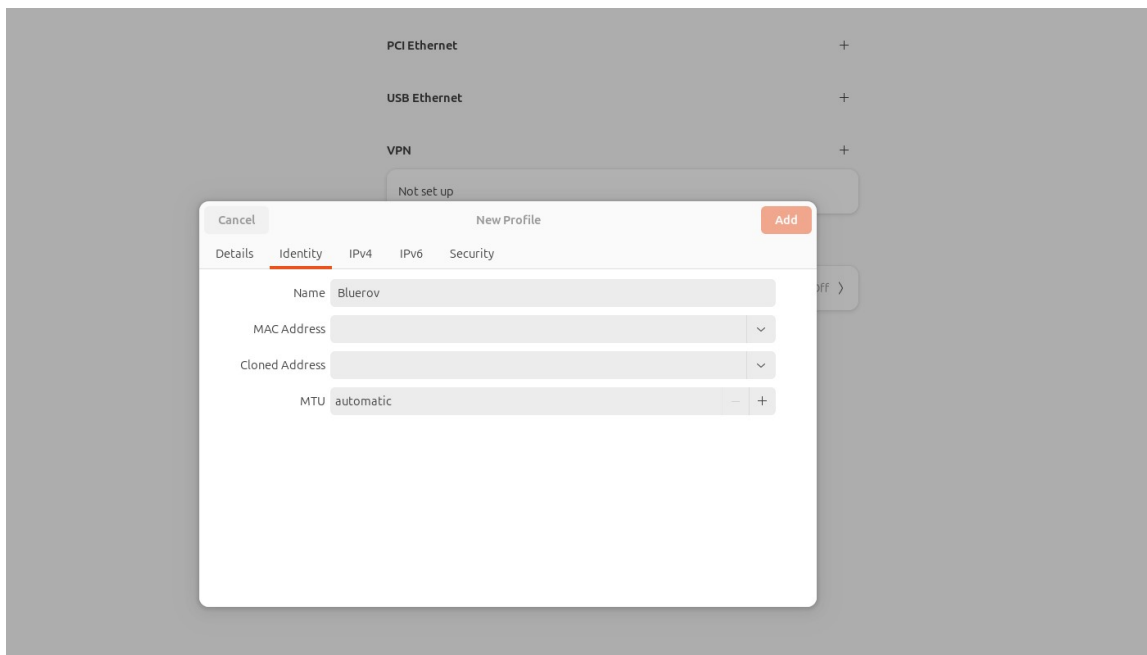 PCI Ethernet
USB Ethernet
VPN
Not set up
Cancel New Profile Add
Details Identity IPv4 IPv6 Security
Name Bluerov
MAC Address
Cloned Address
MTU automatic